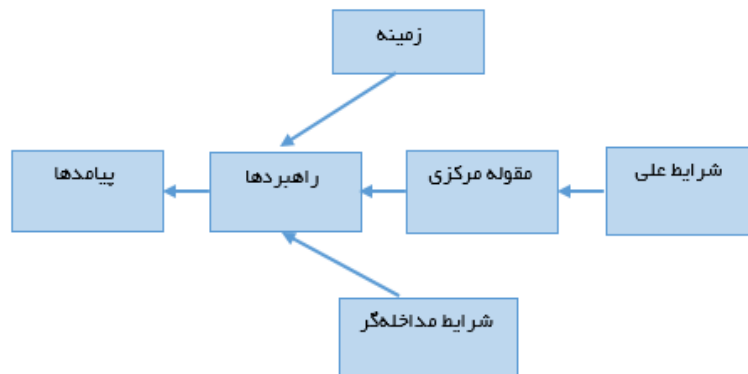 زمینه
شرایط علی
مقوله مرکزی
راهبردها
پیامدها
شرایط مداخله‌گر